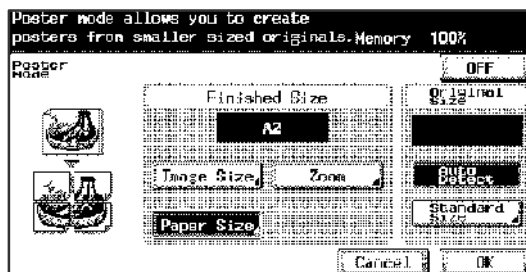 Poster mode allows you to create
posters from smaller sized originals. Memory 100%
Poster
Mode
OFF
Finished Size
Original
Size
A2
Image Size
Zoom
Auto
Detect
Paper Size
Standard
Size
Cancel
OK